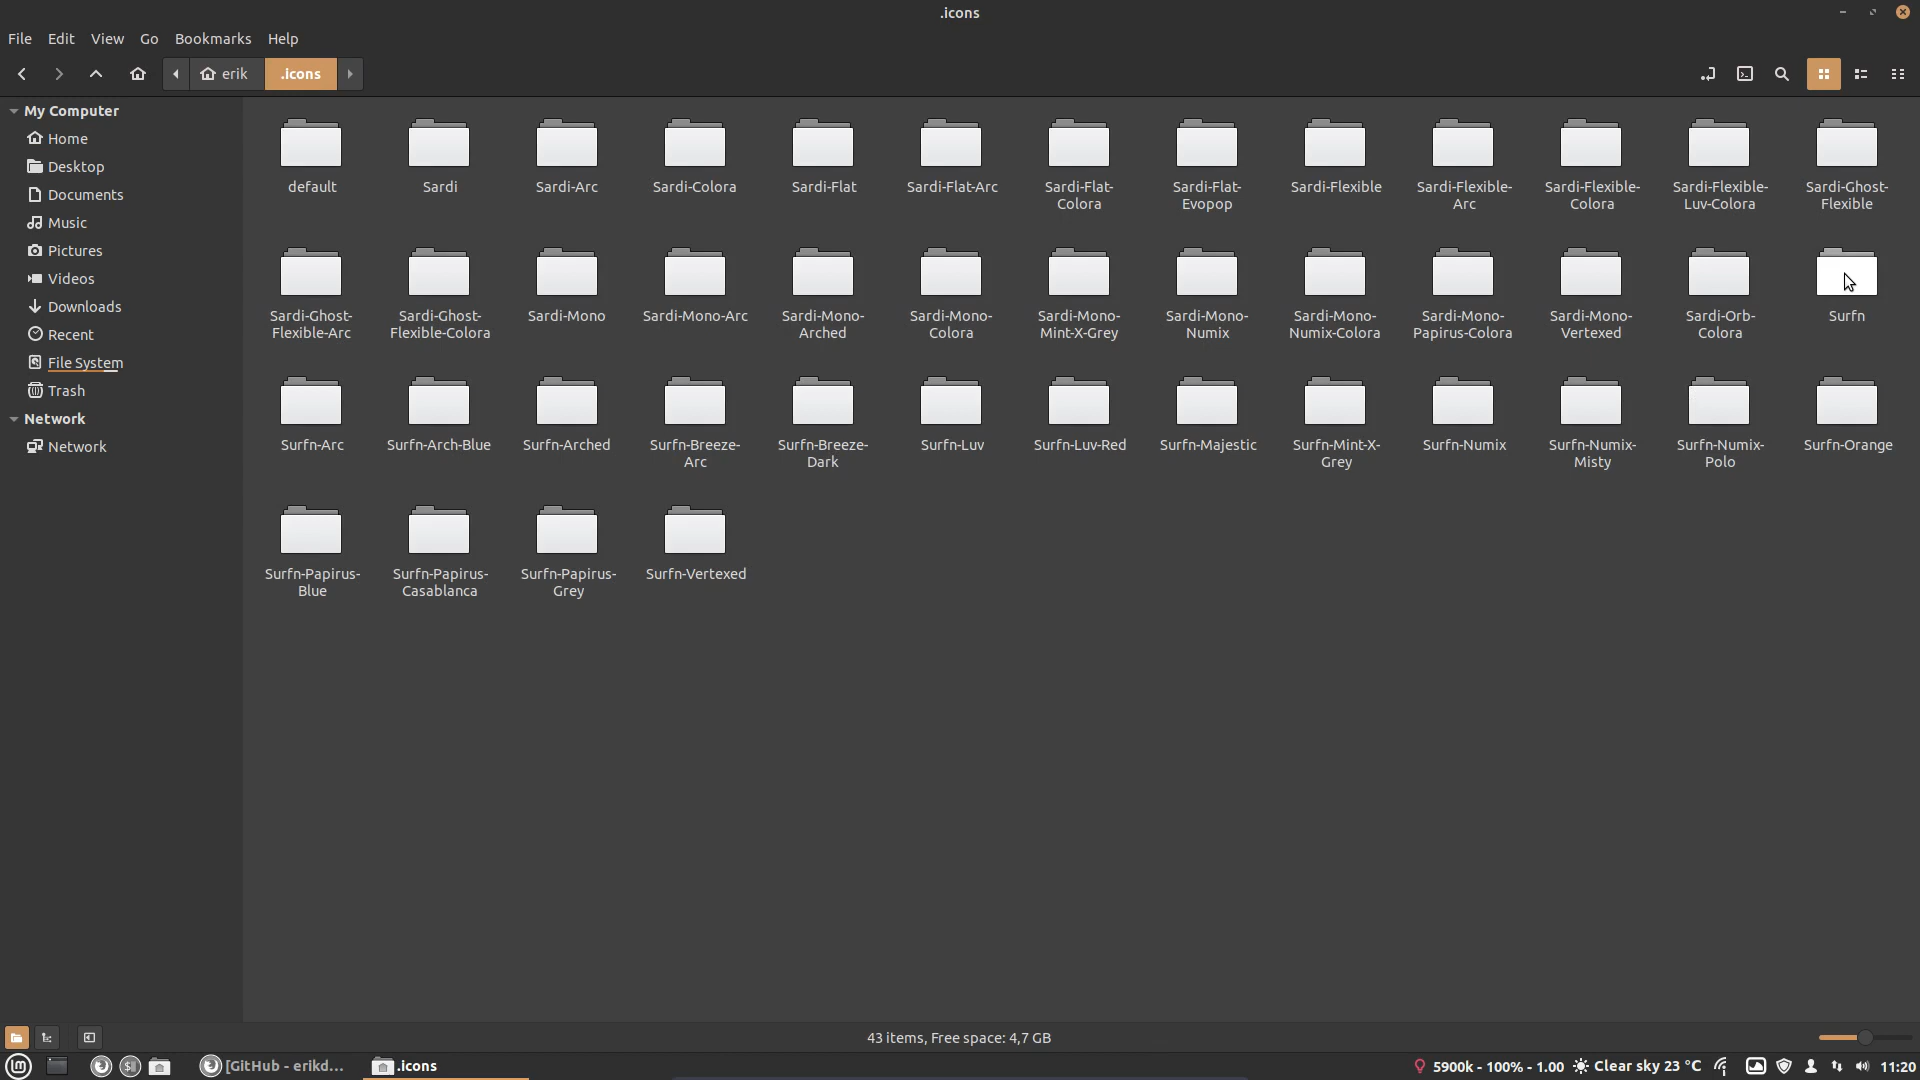 .icons
File Edit View Go Bookmarks Help
erik .icons
My Computer
Home
Desktop
Documents
Music
Pictures
Videos
Downloads
Recent
File System
Trash
Network
Network
default Sardi Sardi-Arc Sardi-Colora Sardi-Flat Sardi-Flat-Arc Sardi-Flat- Sardi-Flat- Sardi-Flexible Sardi-Flexible- Sardi-Flexible- Sardi-Flexible- Sardi-Ghost-
Colora Evopop Arc Colora Luv-Colora Flexible
Sardi-Ghost- Sardi-Ghost- Sardi-Mono Sardi-Mono-Arc Sardi-Mono- Sardi-Mono- Sardi-Mono- Sardi-Mono- Sardi-Mono- Sardi-Mono- Sardi-Mono- Sardi-Orb- Surfn
Flexible-Arc Flexible-Colora Arched Colora Mint-X-Grey Numix Numix-Colora Papirus-Colora Vertexed Colora
Surfn-Arc Surfn-Arch-Blue Surfn-Arched Surfn-Breeze- Surfn-Breeze- Surfn-Luv Surfn-Luv-Red Surfn-Majestic Surfn-Mint-X- Surfn-Numix Surfn-Numix- Surfn-Numix- Surfn-Orange
Arc Dark Grey Misty Polo
Surfn-Papirus- Surfn-Papirus- Surfn-Papirus- Surfn-Vertexed
Blue Casablanca Grey
43 items, Free space: 4,7 GB
[GitHub - erikd... .icons 5900k - 100% - 1.00 Clear sky 23 °C 11:20